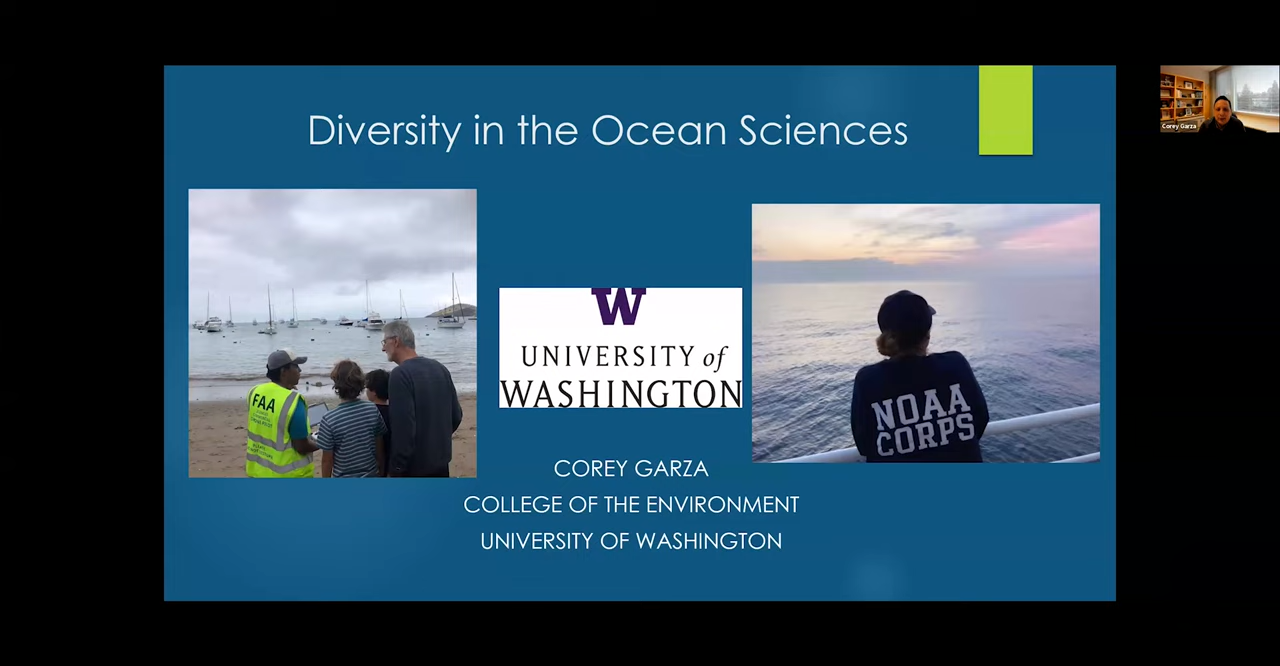 Diversity in the Ocean Sciences
Corey Garza
FAA
W
UNIVERSITY of
WASHINGTON
NOAA
CORPS
COREY GARZA
COLLEGE OF THE ENVIRONMENT
UNIVERSITY OF WASHINGTON